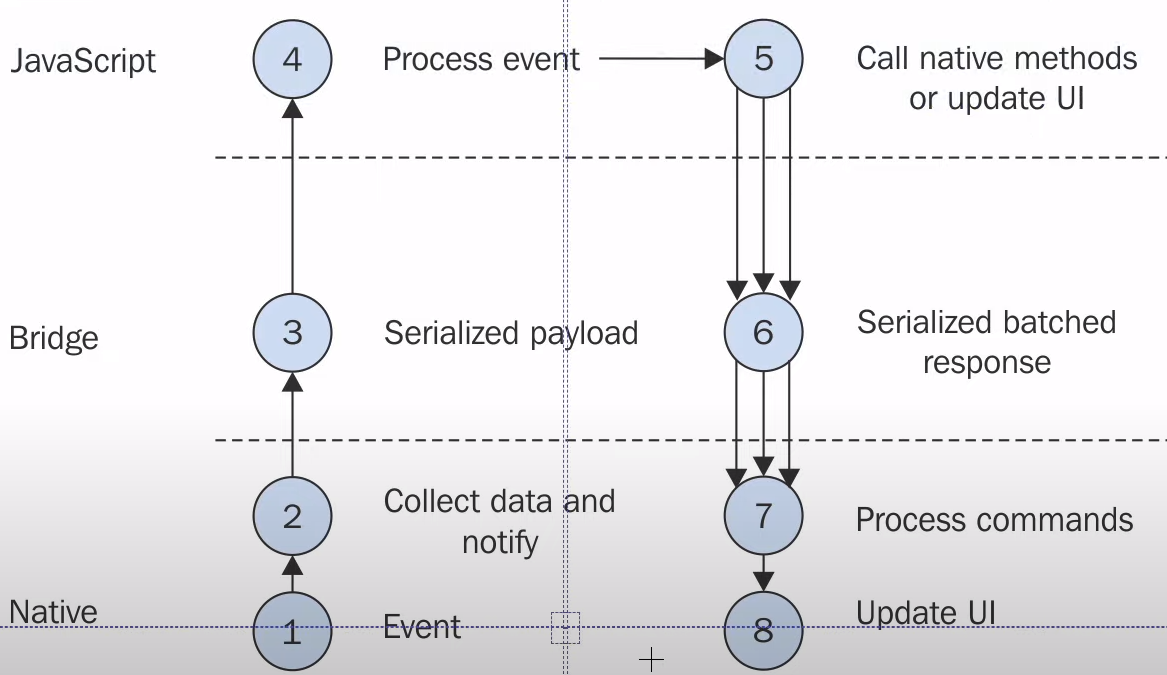 JavaScript
4
Process event
5
Call native methods
or update UI
Bridge
3
Serialized payload
6
Serialized batched
response
2
Collect data and
notify
7
Process commands
Native
1
Event
8
Update UI